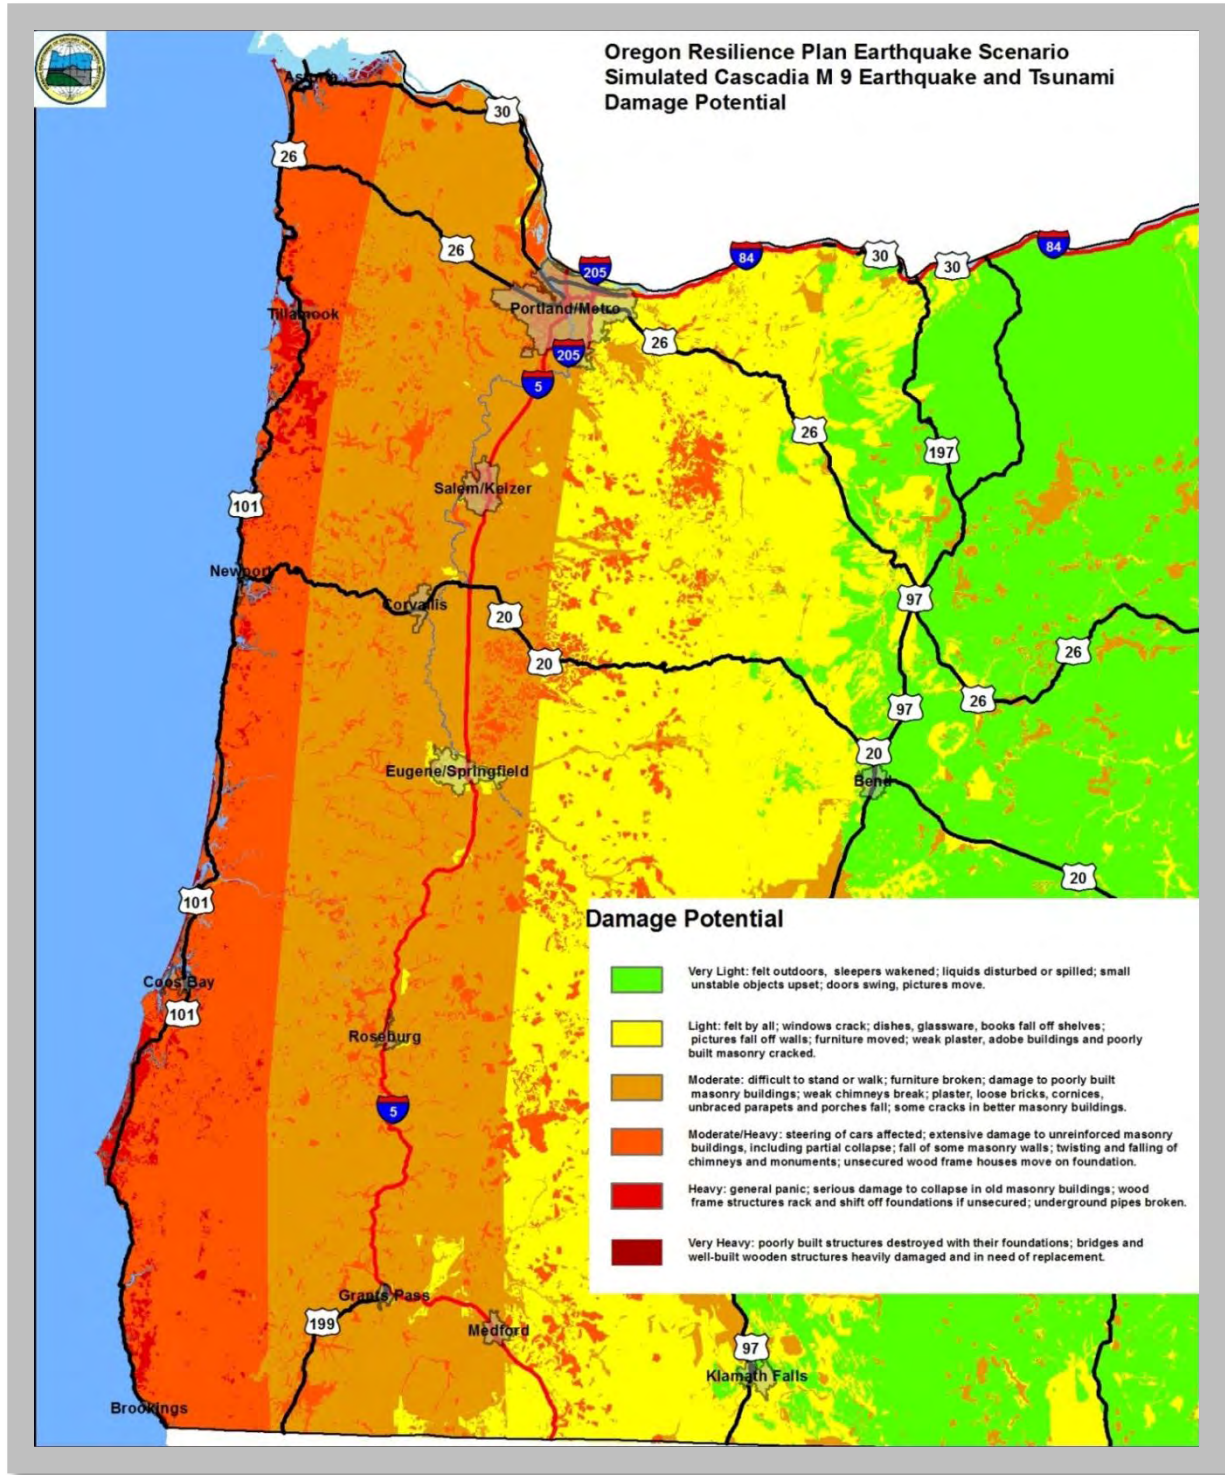 Oregon Resilience Plan Earthquake Scenario
Simulated Cascadia M 9 Earthquake and Tsunami
Damage Potential
Astoria
30
26
26
205
84
30
30
84
Tillamook
Portland/Metro
26
205
5
26
197
Salem/Keizer
101
Newport
Corvallis
20
97
20
26
97
26
20
Eugene/Springfield
Bend
20
101
Coos Bay
101
Roseburg
5
Grants Pass
199
Medford
97
Klamath Falls
Brookings
Damage Potential
Very Light: felt outdoors, sleepers wakened; liquids disturbed or spilled; small
unstable objects upset; doors swing, pictures move.
Light: felt by all; windows crack; dishes, glassware, books fall off shelves;
pictures fall off walls; furniture moved; weak plaster, adobe buildings and poorly
built masonry cracked.
Moderate: difficult to stand or walk; furniture broken; damage to poorly built
masonry buildings; weak chimneys break; plaster, loose bricks, cornices,
unbraced parapets and porches fall; some cracks in better masonry buildings.
Moderate/Heavy: steering of cars affected; extensive damage to unreinforced masonry
buildings, including partial collapse; fall of some masonry walls; twisting and falling of
chimneys and monuments; unsecured wood frame houses move on foundation.
Heavy: general panic; serious damage to collapse in old masonry buildings; wood
frame structures rack and shift off foundations if unsecured; underground pipes broken.
Very Heavy: poorly built structures destroyed with their foundations; bridges and
well-built wooden structures heavily damaged and in need of replacement.